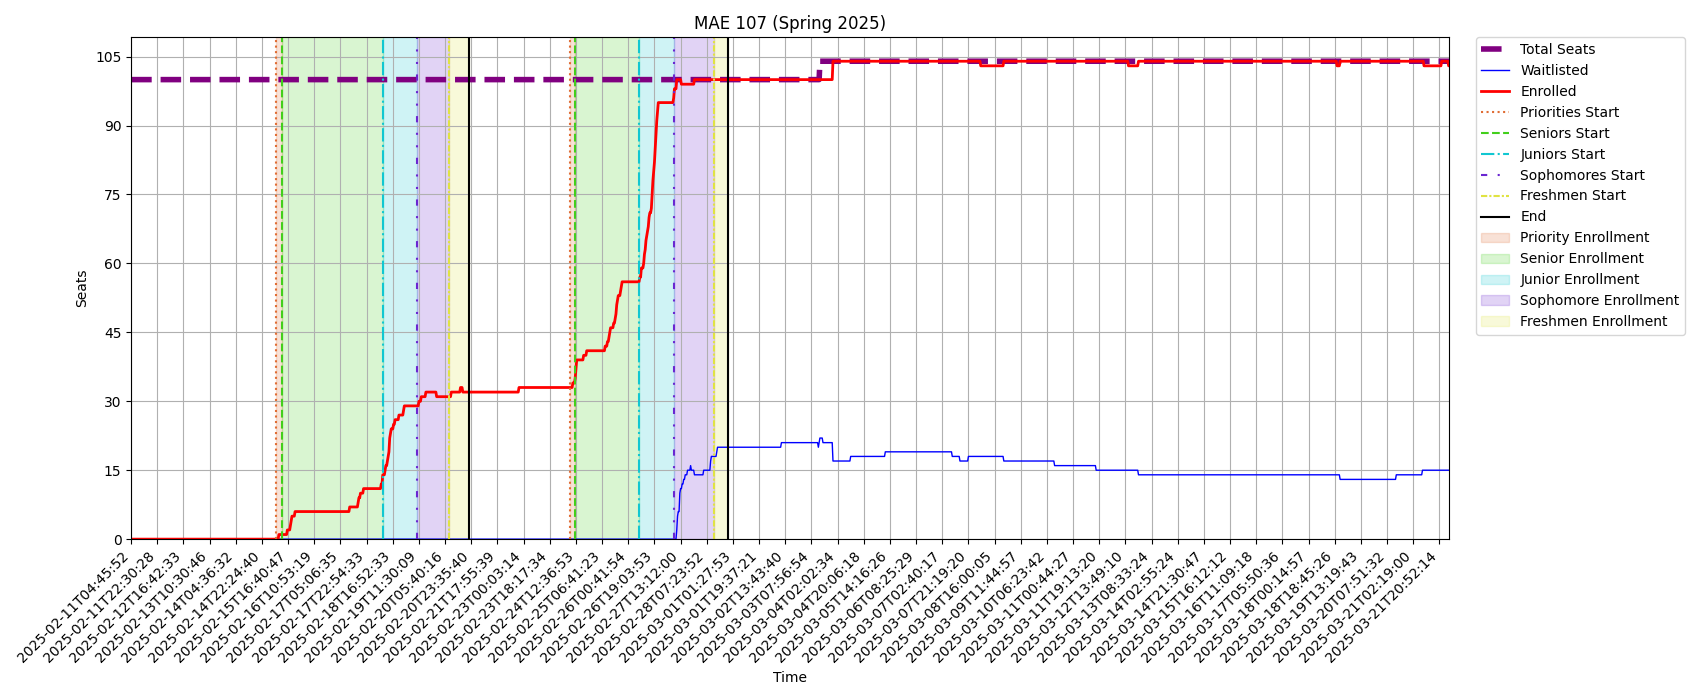 MAE 107 (Spring 2025)
105
90
75
60
45
30
15
0
Seats
2025-02-11T04:45:52
2025-02-11T22:30:28
2025-02-12T16:42:33
2025-02-13T10:30:46
2025-02-14T04:36:32
2025-02-14T22:24:40
2025-02-15T16:40:47
2025-02-16T10:53:19
2025-02-17T05:06:35
2025-02-17T22:54:33
2025-02-18T16:52:33
2025-02-19T11:30:09
2025-02-20T05:40:16
2025-02-20T23:35:40
2025-02-21T17:55:39
2025-02-23T00:03:14
2025-02-23T18:17:34
2025-02-24T12:36:53
2025-02-25T06:41:23
2025-02-26T00:41:54
2025-02-26T19:03:53
2025-02-27T13:12:00
2025-02-28T07:23:52
2025-03-01T01:27:53
2025-03-01T19:37:21
2025-03-02T13:43:40
2025-03-03T07:56:54
2025-03-04T02:02:34
2025-03-04T20:06:18
2025-03-05T14:16:26
2025-03-06T08:25:29
2025-03-07T02:40:17
2025-03-07T21:19:20
2025-03-08T16:00:05
2025-03-09T11:44:57
2025-03-10T06:23:42
2025-03-11T00:44:27
2025-03-11T19:13:20
2025-03-12T13:49:10
2025-03-13T08:33:24
2025-03-14T02:55:24
2025-03-14T21:30:47
2025-03-15T16:12:12
2025-03-16T11:09:18
2025-03-17T05:50:36
2025-03-18T00:14:57
2025-03-18T18:45:26
2025-03-19T13:19:43
2025-03-20T07:51:32
2025-03-21T02:19:00
2025-03-21T20:52:14
Time
Total Seats
Waitlisted
Enrolled
Priorities Start
Seniors Start
Juniors Start
Sophomores Start
Freshmen Start
End
Priority Enrollment
Senior Enrollment
Junior Enrollment
Sophomore Enrollment
Freshmen Enrollment